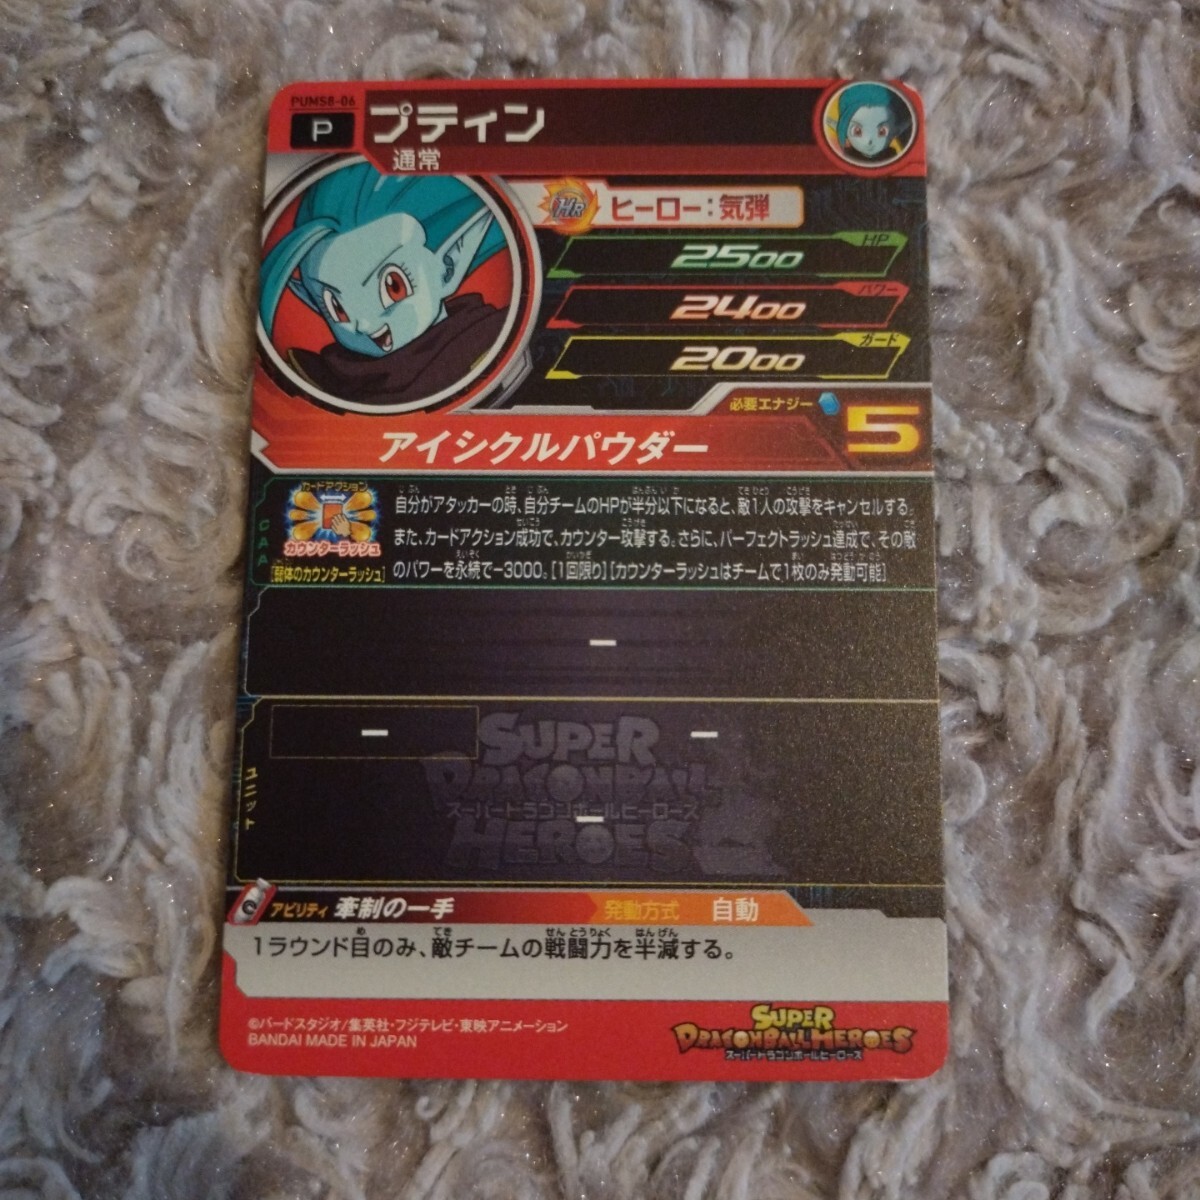 PUMS8-06
P
プティン
通常
HR ヒーロー:気弾
HP
2500
パワー
2400
ガード
2000
必要エナジー 5
アイシクルパウダー
CAA
カードアクション
カウンターラッシュ
[弱体のカウンターラッシュ]
自分がアタッカーの時、自分チームのHPが半分以下になると、敵1人の攻撃をキャンセルする。
また、カードアクション成功で、カウンター攻撃する。さらに、パーフェクトラッシュ達成で、その敵
のパワーを永続で-3000。[1回限り][カウンターラッシュはチームで1枚のみ発動可能]
ー
ユニット
ー ー
ー
SUPER
DRAGONBALL
スーパードラゴンボールヒーローズ
HEROES
アビリティ 牽制の一手 発動方式 自動
1ラウンド目のみ、敵チームの戦闘力を半減する。
©バードスタジオ/集英社・フジテレビ・東映アニメーション
BANDAI MADE IN JAPAN
SUPER
DRAGONBALL HEROES
スーパードラゴンボールヒーローズ